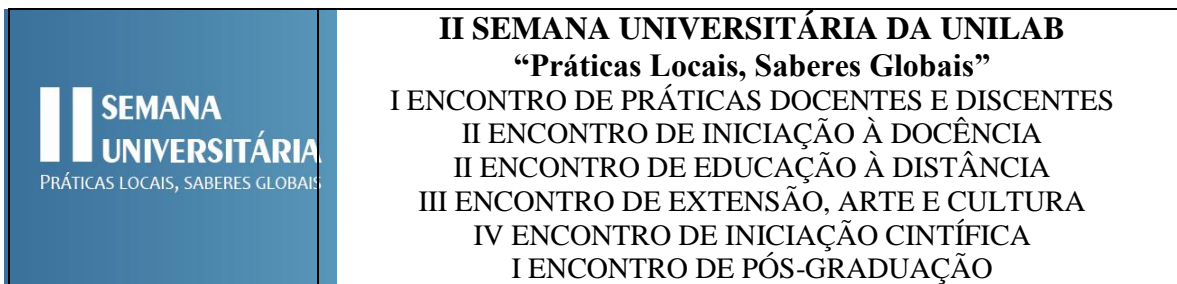 II SEMANA
UNIVERSITÁRIA
PRÁTICAS LOCAIS, SABERES GLOBAIS
II SEMANA UNIVERSITÁRIA DA UNILAB
“Práticas Locais, Saberes Globais”
I ENCONTRO DE PRÁTICAS DOCENTES E DISCENTES
II ENCONTRO DE INICIAÇÃO À DOCÊNCIA
II ENCONTRO DE EDUCAÇÃO À DISTÂNCIA
III ENCONTRO DE EXTENSÃO, ARTE E CULTURA
IV ENCONTRO DE INICIAÇÃO CINTÍFICA
I ENCONTRO DE PÓS-GRADUAÇÃO